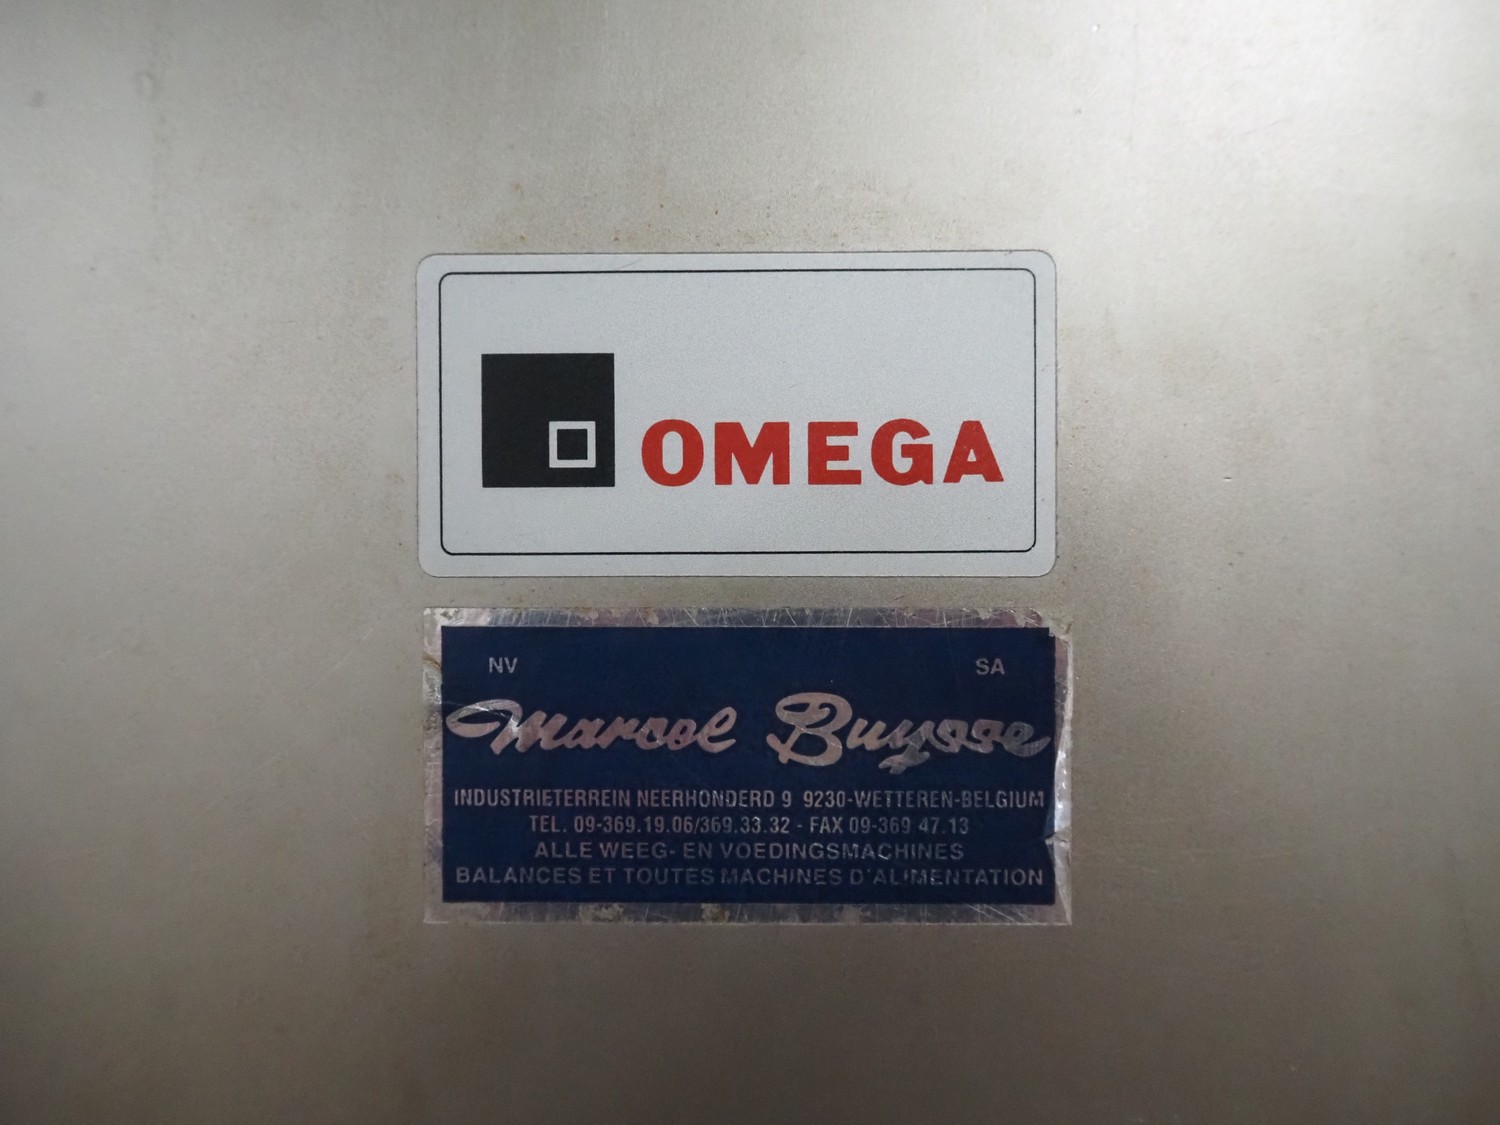 OMEGA
NV SA
Marcel Buysse
INDUSTRIETERREIN NEERHONDERD 9 9230-WETTEREN-BELGIUM
TEL. 09-369.19.06/369.33.32 - FAX 09-369 47.13
ALLE WEEG- EN VOEDINGSMACHINES
BALANCES ET TOUTES MACHINES D'ALIMENTATION